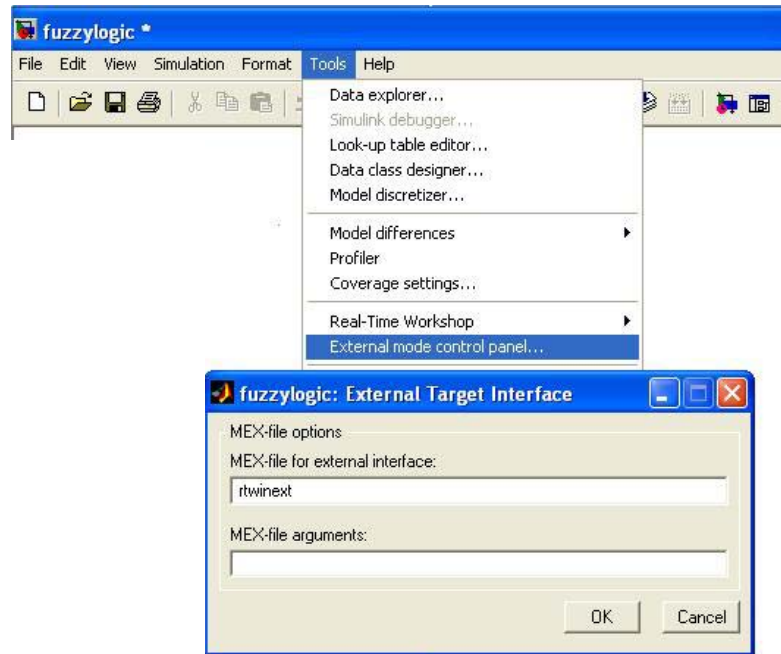 fuzzylogic *
File Edit View Simulation Format Tools Help
Data explorer...
Simulink debugger...
Look-up table editor...
Data class designer...
Model discretizer...
Model differences
Profiler
Coverage settings...
Real-Time Workshop
External mode control panel...
fuzzylogic: External Target Interface
MEX-file options
MEX-file for external interface:
rtwinext
MEX-file arguments:
OK Cancel